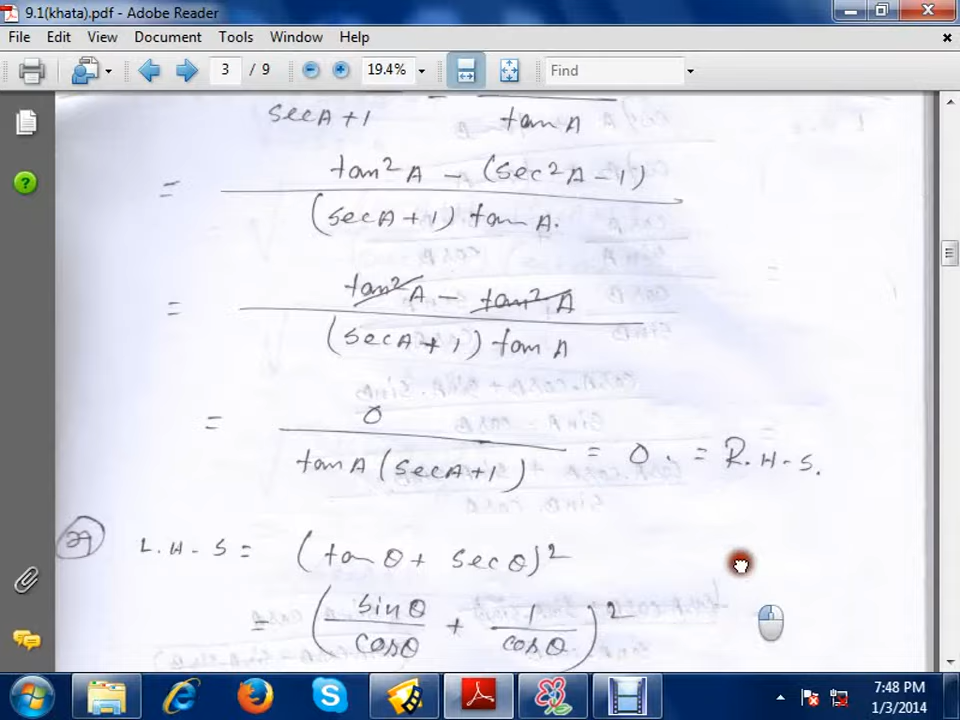 9.1(khata).pdf - Adobe Reader
File Edit View Document Tools Window Help
3 / 9 19.4% Find
secA+1 tanA
= tan²A - (sec²A-1) / (secA+1) tanA.
= tan²A - tan²A / (secA+1) tanA
= 0 / tanA (secA+1) = 0. = R.H-S.
L.H-S = (tanθ + secθ)²
= (sinθ/cosθ + 1/cosθ)²
7:48 PM
1/3/2014